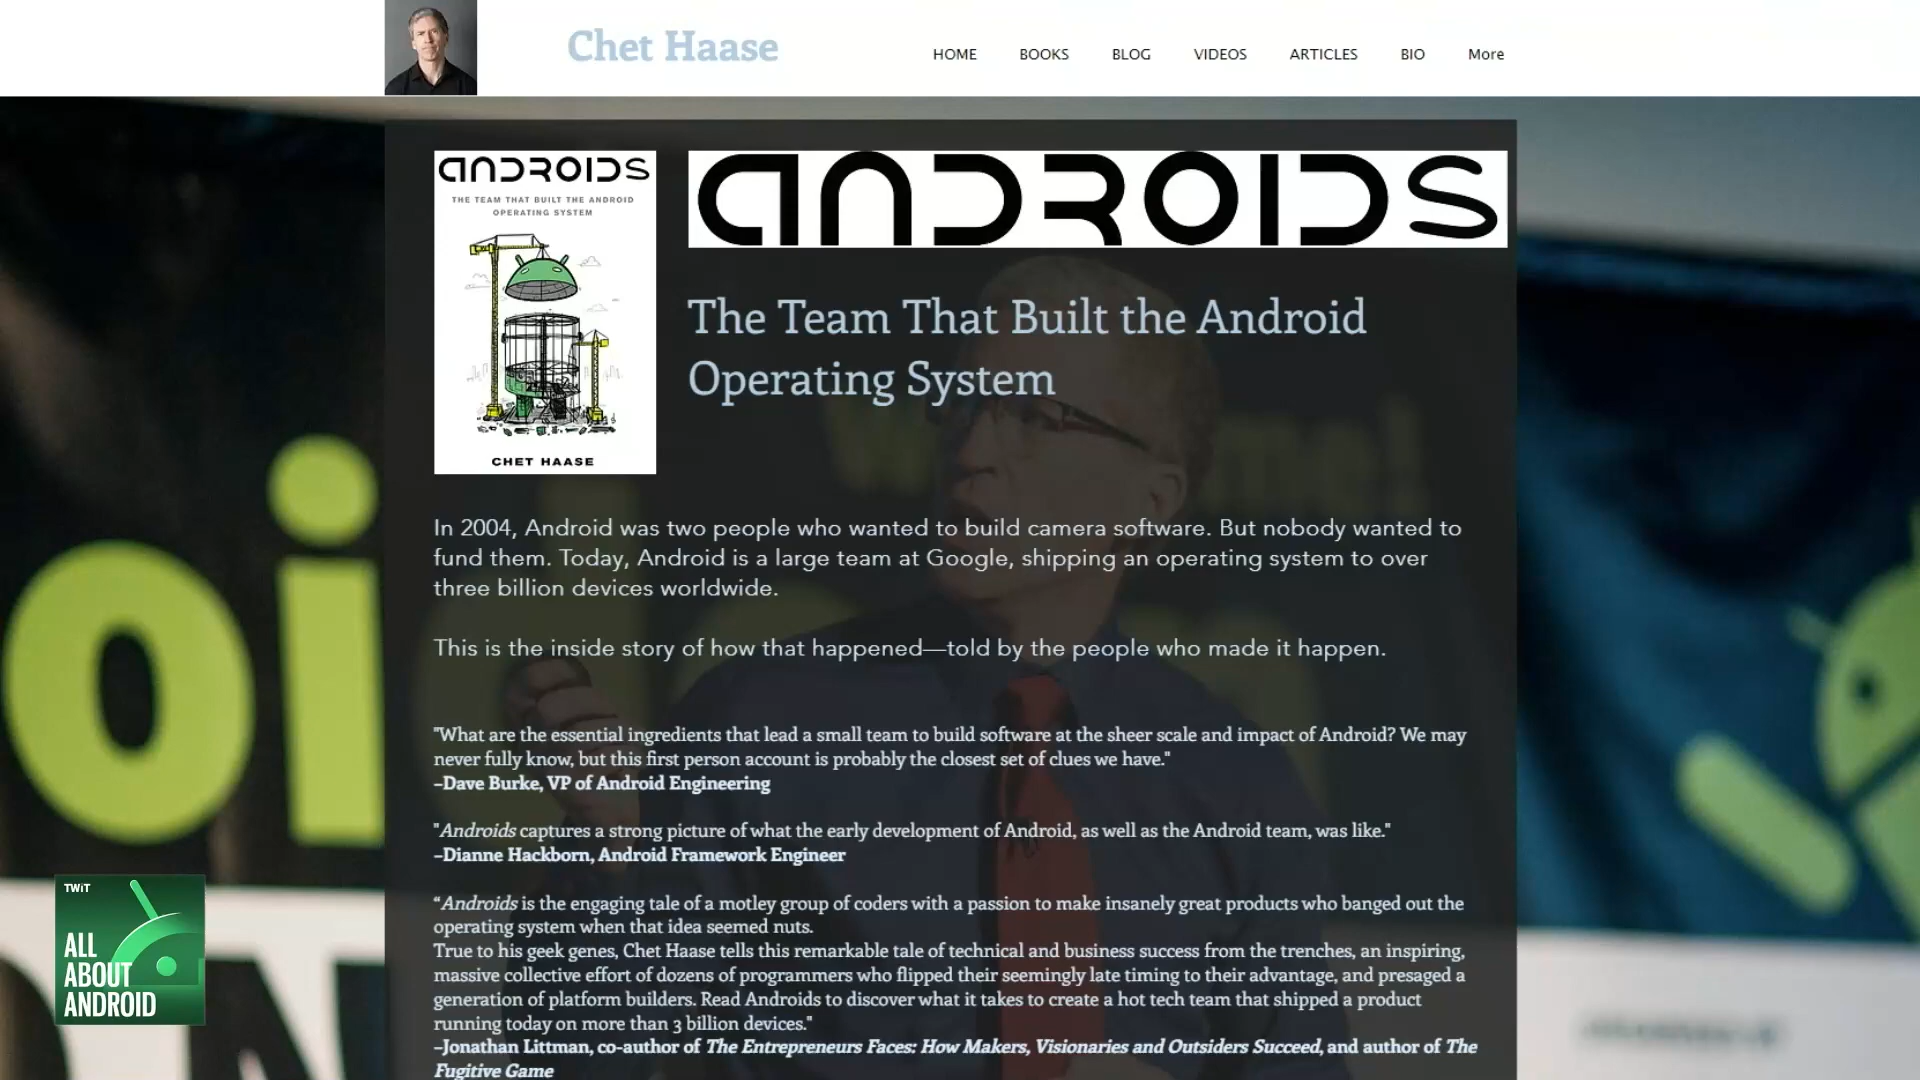 Chet Haase
HOME BOOKS BLOG VIDEOS ARTICLES BIO More
ANDROIDS
THE TEAM THAT BUILT THE ANDROID
OPERATING SYSTEM
CHET HAASE
ANDROIDS
The Team That Built the Android
Operating System
In 2004, Android was two people who wanted to build camera software. But nobody wanted to
fund them. Today, Android is a large team at Google, shipping an operating system to over
three billion devices worldwide.
This is the inside story of how that happened—told by the people who made it happen.
"What are the essential ingredients that lead a small team to build software at the sheer scale and impact of Android? We may
never fully know, but this first person account is probably the closest set of clues we have."
–Dave Burke, VP of Android Engineering
"Androids captures a strong picture of what the early development of Android, as well as the Android team, was like."
–Dianne Hackborn, Android Framework Engineer
“Androids is the engaging tale of a motley group of coders with a passion to make insanely great products who banged out the
operating system when that idea seemed nuts.
True to his geek genes, Chet Haase tells this remarkable tale of technical and business success from the trenches, an inspiring,
massive collective effort of dozens of programmers who flipped their seemingly late timing to their advantage, and presaged a
generation of platform builders. Read Androids to discover what it takes to create a hot tech team that shipped a product
running today on more than 3 billion devices."
–Jonathan Littman, co-author of The Entrepreneurs Faces: How Makers, Visionaries and Outsiders Succeed, and author of The
Fugitive Game
oi
TWiT
ALL
ABOUT
ANDROID